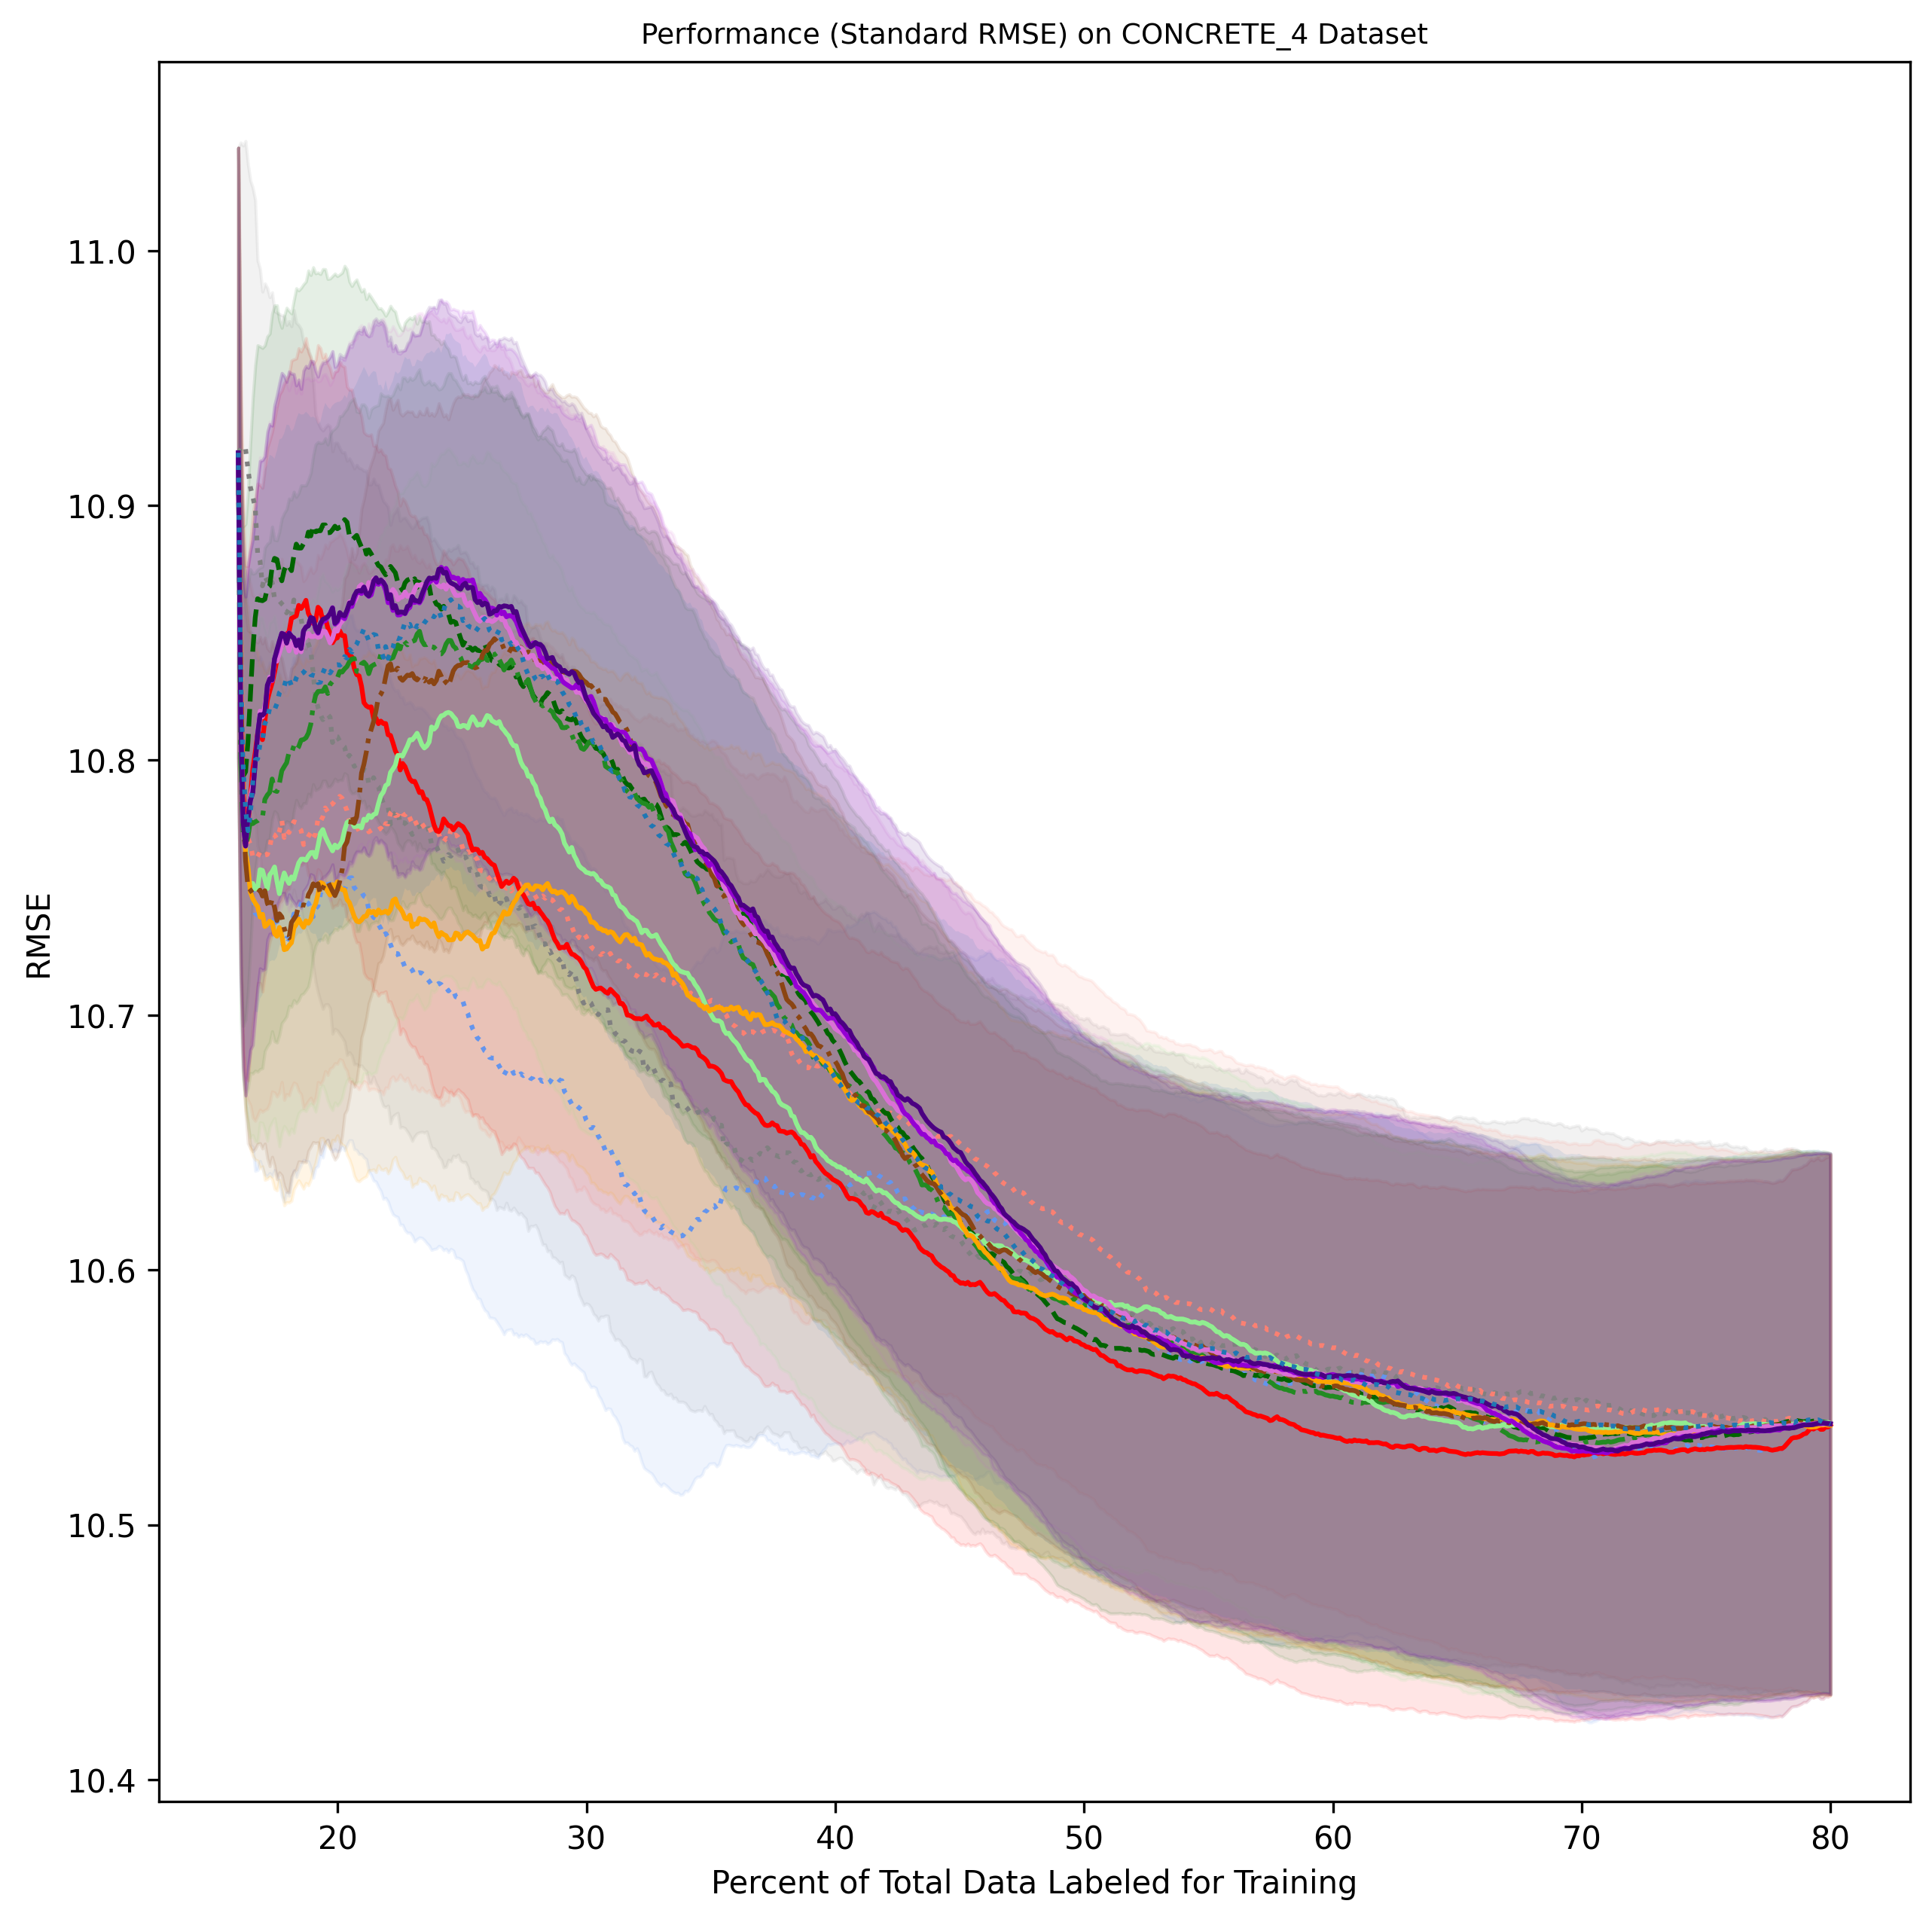 Performance (Standard RMSE) on CONCRETE_4 Dataset
RMSE
11.0
10.9
10.8
10.7
10.6
10.5
10.4
20 30 40 50 60 70 80
Percent of Total Data Labeled for Training